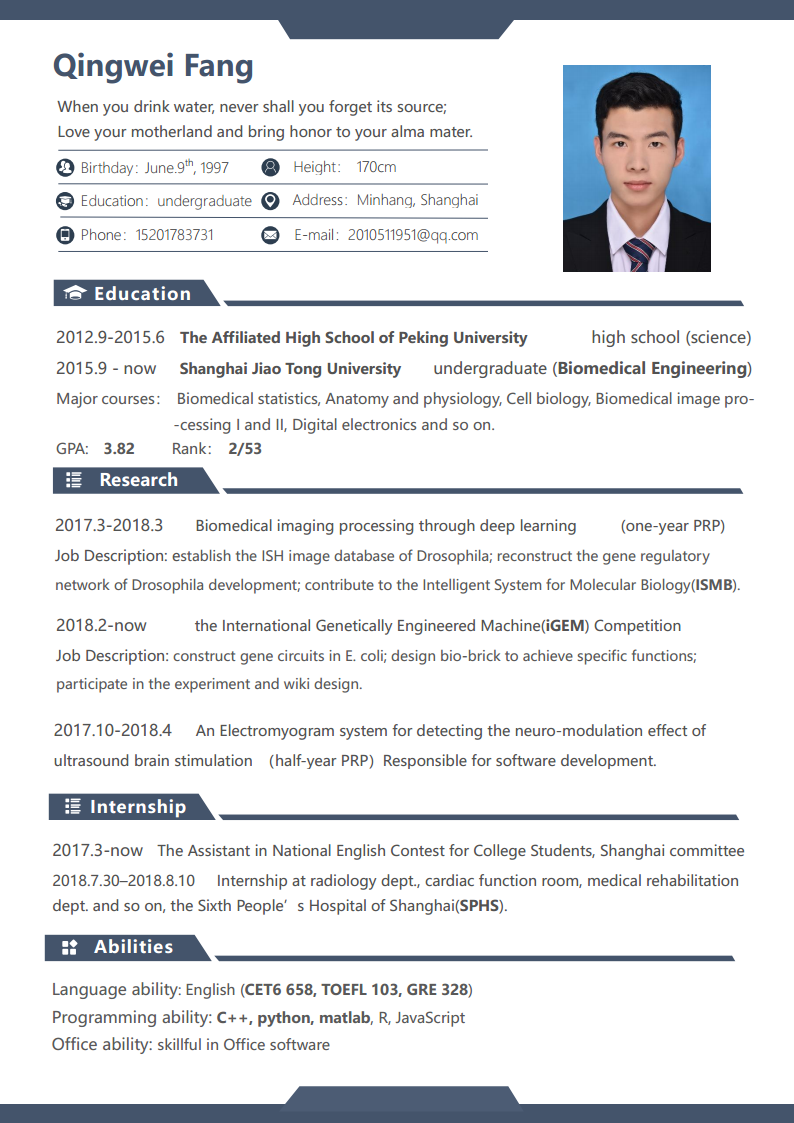 Qingwei Fang
When you drink water, never shall you forget its source;
Love your motherland and bring honor to your alma mater.
Birthday: June.9th, 1997 Height: 170cm
Education: undergraduate Address: Minhang, Shanghai
Phone: 15201783731 E-mail: 2010511951@qq.com
Education
2012.9-2015.6 The Affiliated High School of Peking University high school (science)
2015.9 - now Shanghai Jiao Tong University undergraduate (Biomedical Engineering)
Major courses: Biomedical statistics, Anatomy and physiology, Cell biology, Biomedical image pro-
-cessing I and II, Digital electronics and so on.
GPA: 3.82 Rank: 2/53
Research
2017.3-2018.3 Biomedical imaging processing through deep learning (one-year PRP)
Job Description: establish the ISH image database of Drosophila; reconstruct the gene regulatory
network of Drosophila development; contribute to the Intelligent System for Molecular Biology(ISMB).
2018.2-now the International Genetically Engineered Machine(iGEM) Competition
Job Description: construct gene circuits in E. coli; design bio-brick to achieve specific functions;
participate in the experiment and wiki design.
2017.10-2018.4 An Electromyogram system for detecting the neuro-modulation effect of
ultrasound brain stimulation (half-year PRP) Responsible for software development.
Internship
2017.3-now The Assistant in National English Contest for College Students, Shanghai committee
2018.7.30–2018.8.10 Internship at radiology dept., cardiac function room, medical rehabilitation
dept. and so on, the Sixth People’s Hospital of Shanghai(SPHS).
Abilities
Language ability: English (CET6 658, TOEFL 103, GRE 328)
Programming ability: C++, python, matlab, R, JavaScript
Office ability: skillful in Office software